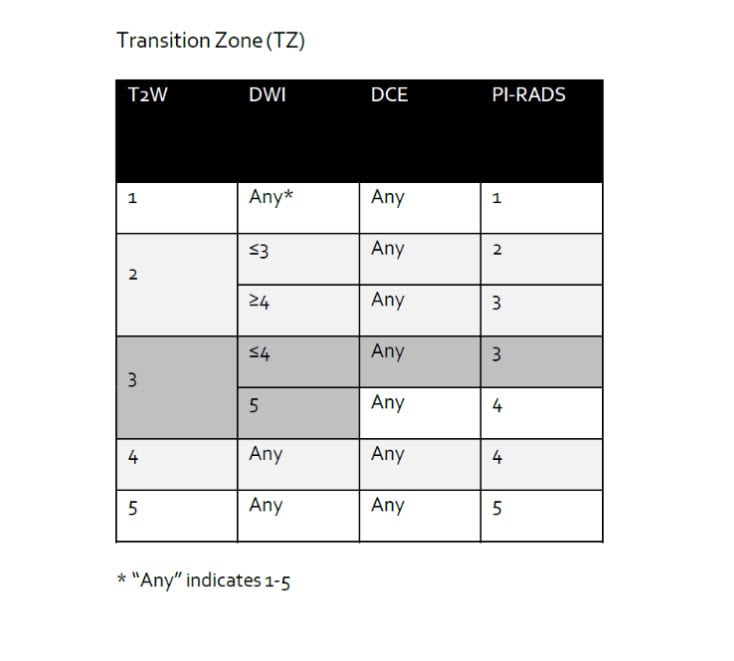 Transition Zone (TZ)
T2W DWI DCE PI-RADS
1 Any* Any 1
2 ≤3 Any 2
≥4 Any 3
3 ≤4 Any 3
5 Any 4
4 Any Any 4
5 Any Any 5
* “Any” indicates 1-5